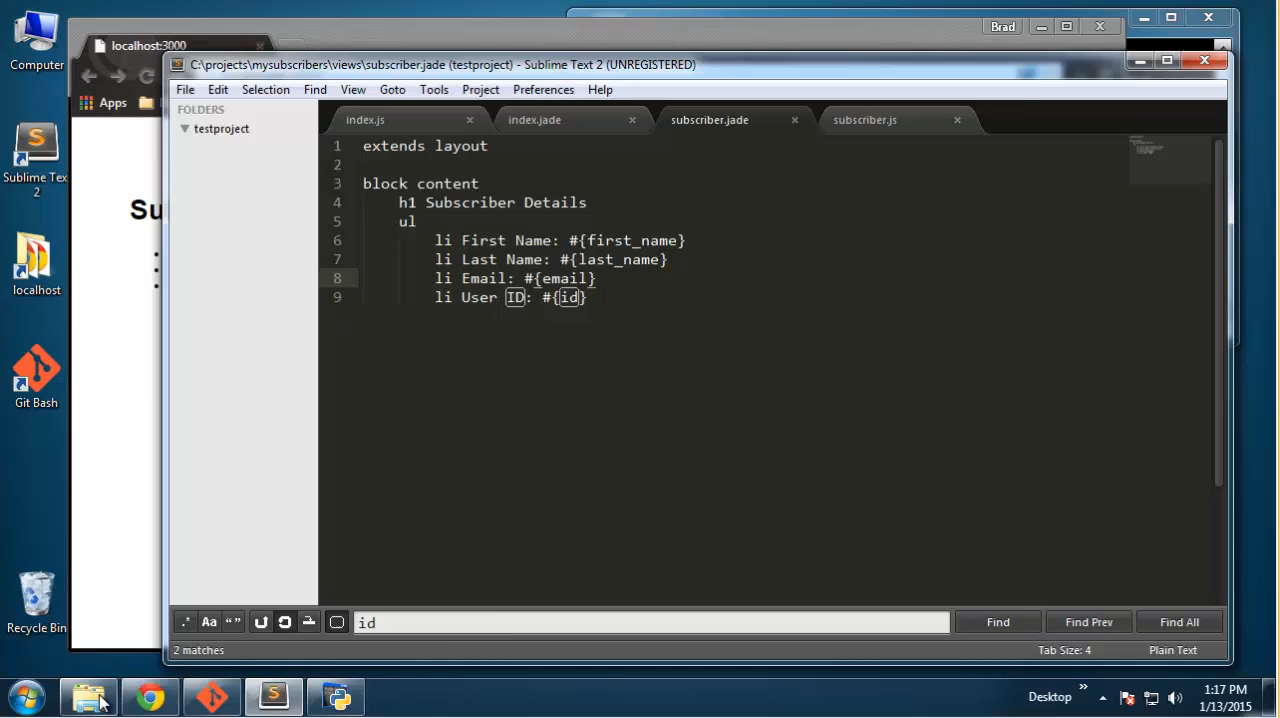 Computer
Sublime Text
2
localhost
Git Bash
Recycle Bin
Brad
localhost:3000
Apps
Su
C:\projects\mysubscribers\views\subscriber.jade (testproject) - Sublime Text 2 (UNREGISTERED)
File Edit Selection Find View Goto Tools Project Preferences Help
FOLDERS
testproject
index.js index.jade subscriber.jade subscriber.js
1 extends layout
2
3 block content
4 h1 Subscriber Details
5 ul
6 li First Name: #{first_name}
7 li Last Name: #{last_name}
8 li Email: #{email}
9 li User ID: #{id}
.* Aa “” id Find Find Prev Find All
2 matches Tab Size: 4 Plain Text
Desktop » 1:17 PM
1/13/2015